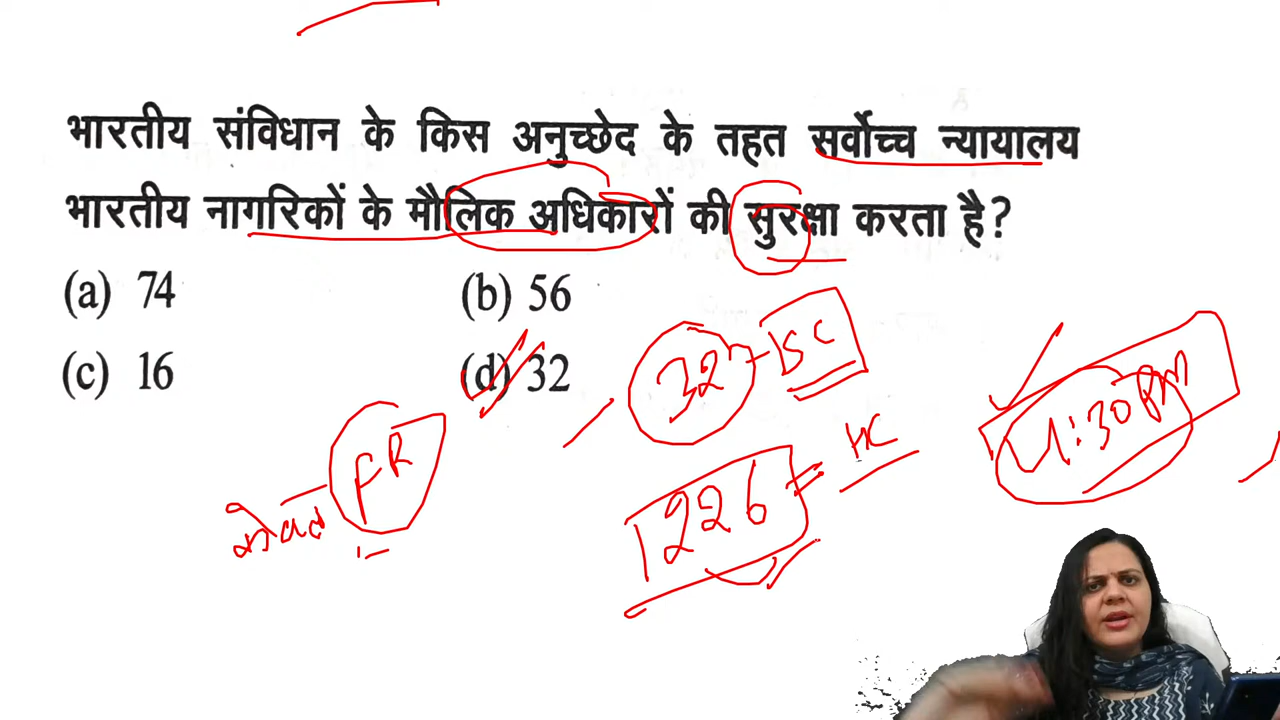 भारतीय संविधान के किस अनुच्छेद के तहत सर्वोच्च न्यायालय
भारतीय नागरिकों के मौलिक अधिकारों की सुरक्षा करता है?
(a) 74 (b) 56
(c) 16 (d) 32
32 - SC
226 = HC
4:30 PM
FR